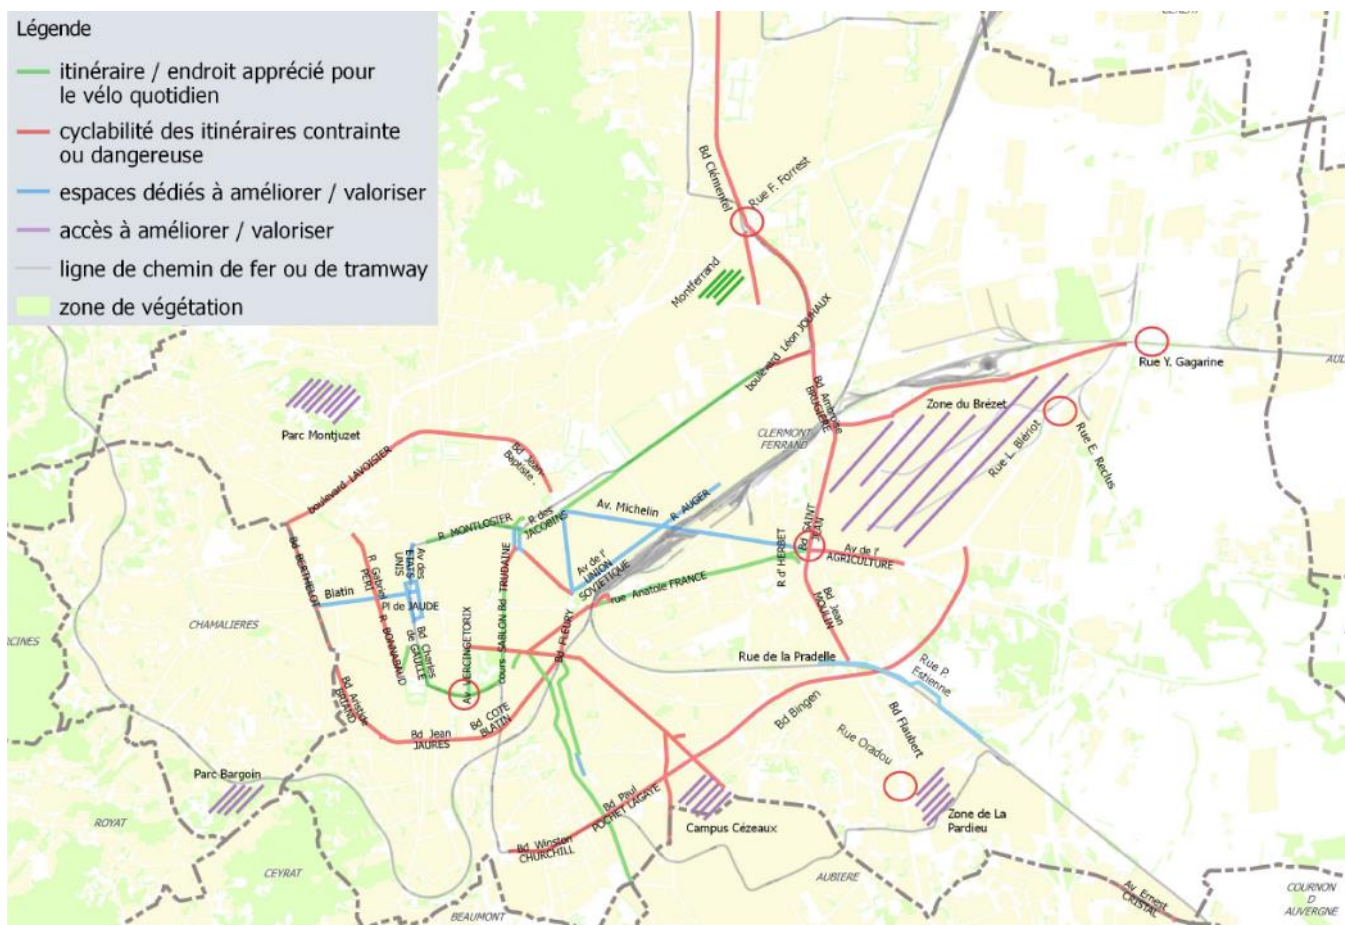 Légende
itinéraire / endroit apprécié pour
le vélo quotidien
cyclabilité des itinéraires contrainte
ou dangereuse
espaces dédiés à améliorer / valoriser
accès à améliorer / valoriser
ligne de chemin de fer ou de tramway
zone de végétation
Bd Clémentel
Rue F. Forrest
Montferrand
boulevard Léon JOUHAUX
Rue Y. Gagarine
Bd Ambroise
BRUGIERE
Zone du Brézet
Rue L. Blériot
Rue E. Reclus
CLERMONT
FERRAND
Parc Montjuzet
boulevard LAVOISIER
Bd Jean
Baptiste .
R. MONTLOSIER
R des
JACOBINS
Av. Michelin
R AUGER
Bd SAINT
JEAN
Av de l'
AGRICULTURE
R d' HERBET
Av de l'
UNION
SOVIETIQUE
rue Anatole FRANCE
Bd BERTHELOT
R Gabriel
PERI
Av des
ETATS
UNIS
Blatin
Pl de JAUDE
cours SABLON Bd TRUDAINE
Bd FLEURY
CHAMALIERES
R BONNABAUD
Bd Charles
de GAULLE
Av VERCINGETORIX
Bd Jean
MOULIN
Rue de la Pradelle
Rue P.
Estienne
Bd Aristide
BRIAND
Bd Jean
JAURES
Bd COTE
BLATIN
Bd Bingen
Bd Flaubert
Rue Oradou
Parc Bargoin
Bd Paul
POCHET LAGAYE
Campus Cézeaux
Zone de La
Pardieu
Bd Winston
CHURCHILL
ROYAT
CEYRAT
BEAUMONT
AUBIERE
Av Ernest
CRISTAL
COURNON
D
AUVERGNE